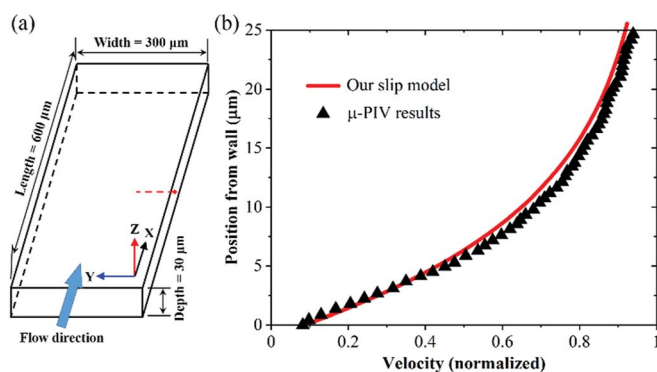 (a)
Width = 300 µm
Length = 600 µm
Z
X
Y
Depth = 30 µm
Flow direction
(b)
25
20
15
10
5
0
Position from wall (µm)
Our slip model
µ-PIV results
0
0.2
0.4
0.6
0.8
1
Velocity (normalized)